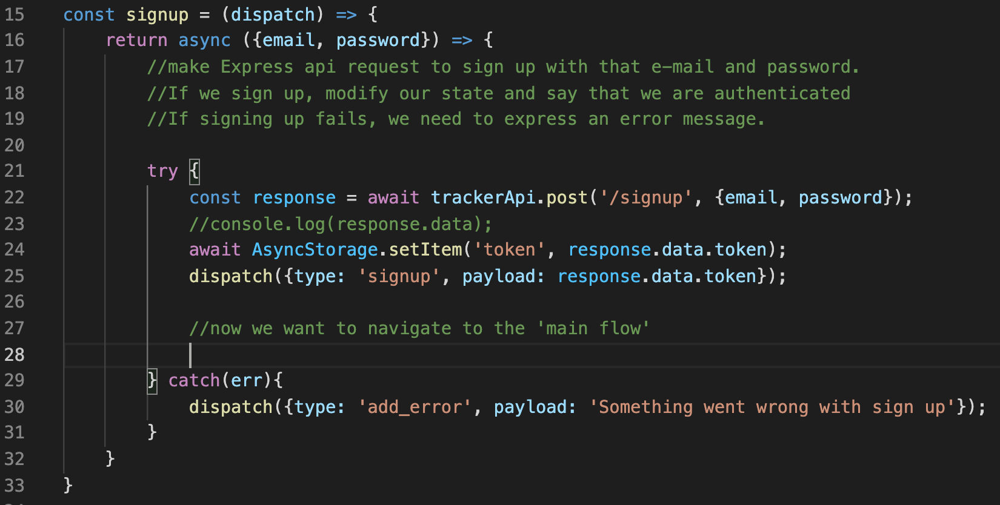 15 const signup = (dispatch) => {
16 return async ({email, password}) => {
17 //make Express api request to sign up with that e-mail and password.
18 //If we sign up, modify our state and say that we are authenticated
19 //If signing up fails, we need to express an error message.
20
21 try {
22 const response = await trackerApi.post('/signup', {email, password});
23 //console.log(response.data);
24 await AsyncStorage.setItem('token', response.data.token);
25 dispatch({type: 'signup', payload: response.data.token});
26
27 //now we want to navigate to the 'main flow'
28
29 } catch(err){
30 dispatch({type: 'add_error', payload: 'Something went wrong with sign up'});
31 }
32 }
33 }